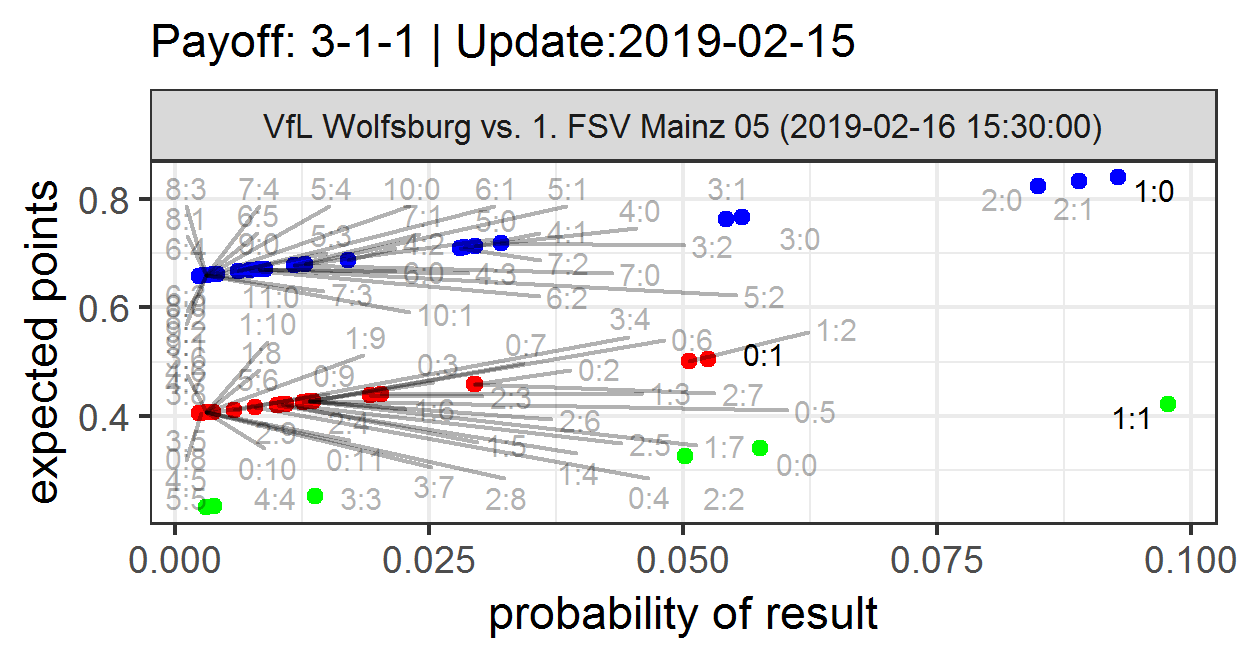 Payoff: 3-1-1 | Update:2019-02-15
VfL Wolfsburg vs. 1. FSV Mainz 05 (2019-02-16 15:30:00)
expected points
0.8
0.6
0.4
8:3 7:4 5:4 10:0 6:1 5:1 3:1
8:1 6:5 7:1 5:0 4:0
6:4 9:0 5:3 4:2 4:1 3:2 3:0
2:0 2:1 1:0
6:0 4:3 7:2 7:0
11:0 7:3 6:2 5:2
10:1
1:10 1:9 3:4 0:6 1:2
1:8 0:7 0:1
5:6 0:9 0:3 0:2
1:6 2:3 1:3 2:7 0:5
2:9 2:4 2:6 1:1
3:5 1:5 2:5 1:7
0:8 0:10 0:11 1:4 0:0
4:5 3:7
5:5 4:4 3:3 2:8 0:4 2:2
0.000 0.025 0.050 0.075 0.100
probability of result